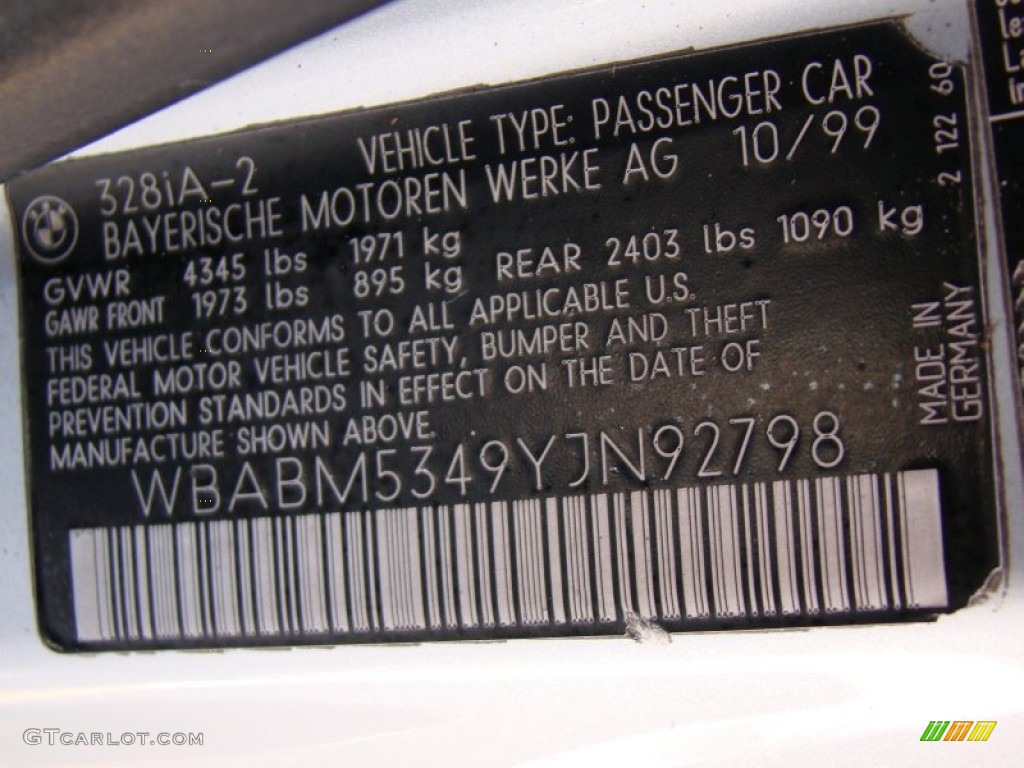 328iA-2 VEHICLE TYPE: PASSENGER CAR
BAYERISCHE MOTOREN WERKE AG 10/99
GVWR 4345 lbs 1971 kg
GAWR FRONT 1973 lbs 895 kg REAR 2403 lbs 1090 kg
THIS VEHICLE CONFORMS TO ALL APPLICABLE U.S.
FEDERAL MOTOR VEHICLE SAFETY, BUMPER AND THEFT
PREVENTION STANDARDS IN EFFECT ON THE DATE OF
MANUFACTURE SHOWN ABOVE.
WBABM5349YJN92798
MADE IN
GERMANY
2 122 60
GTCARLOT.COM